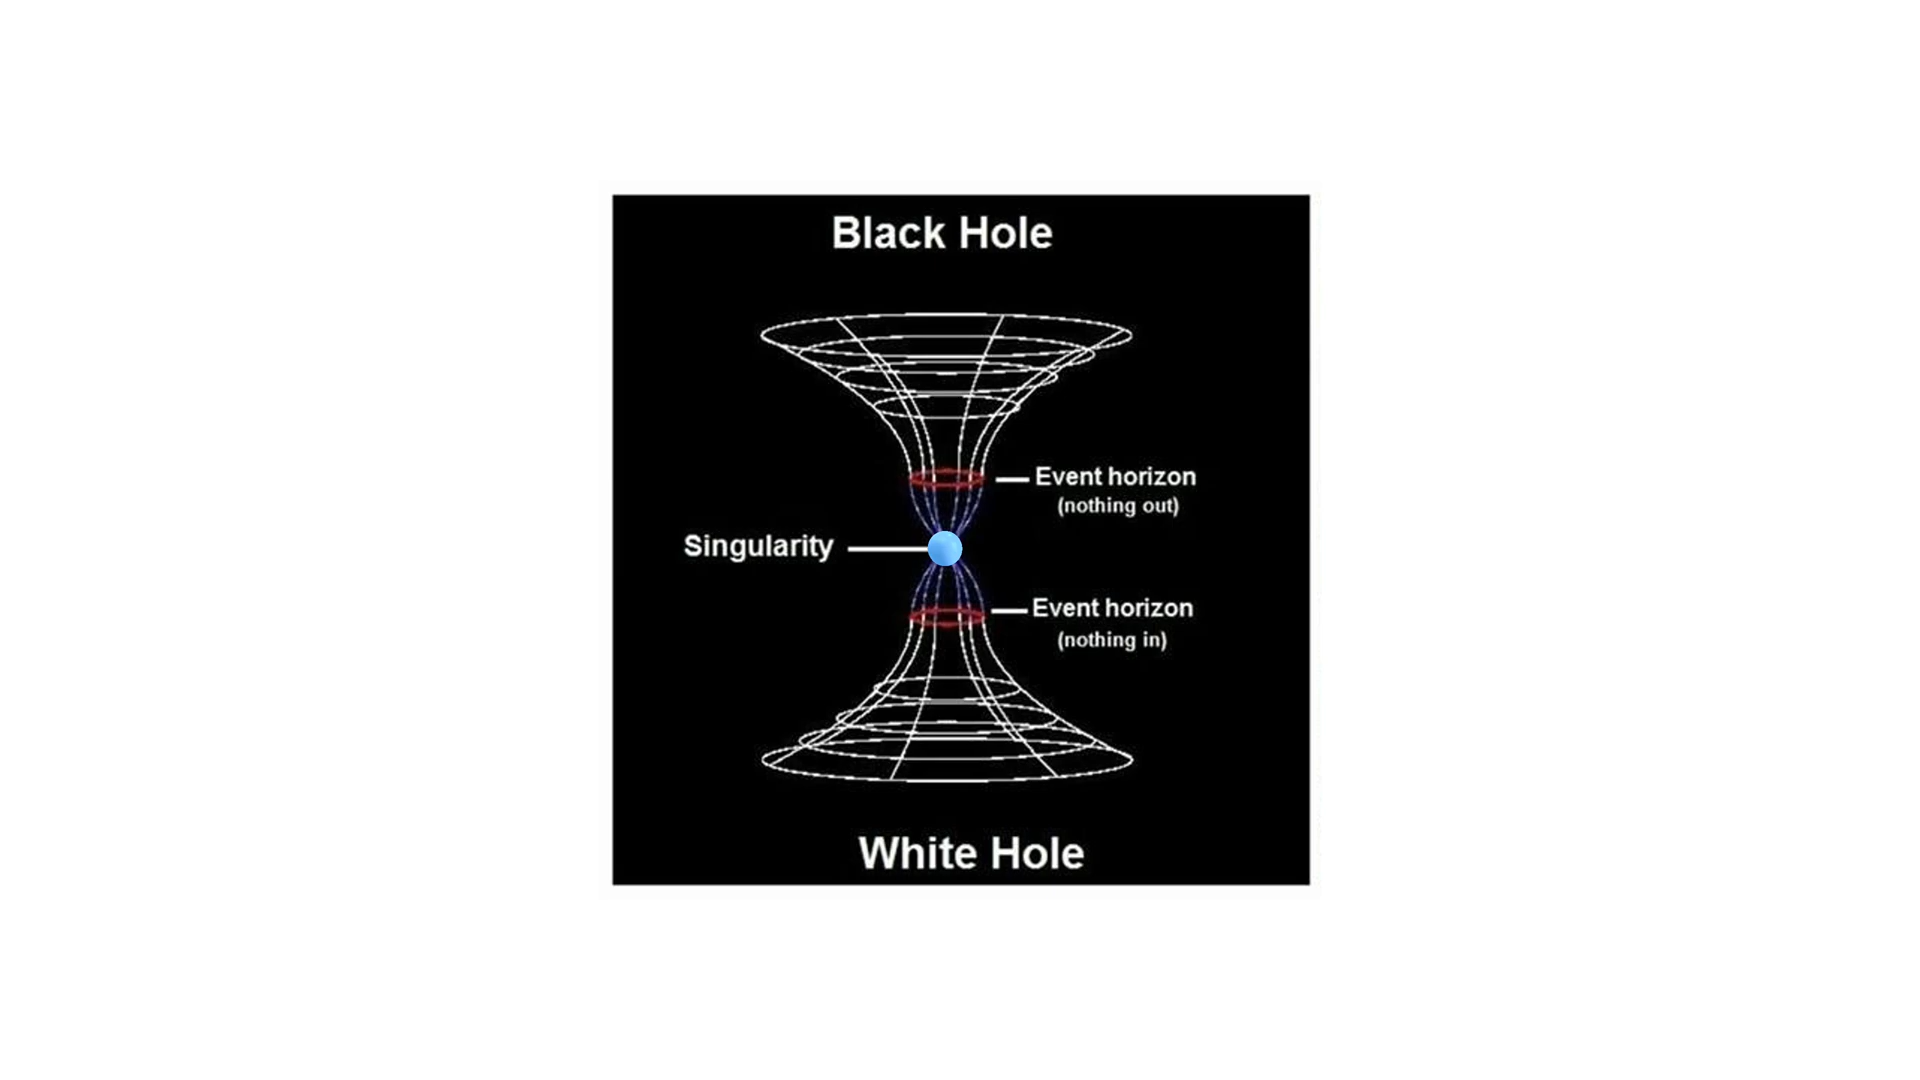 Black Hole
Event horizon
(nothing out)
Singularity
Event horizon
(nothing in)
White Hole